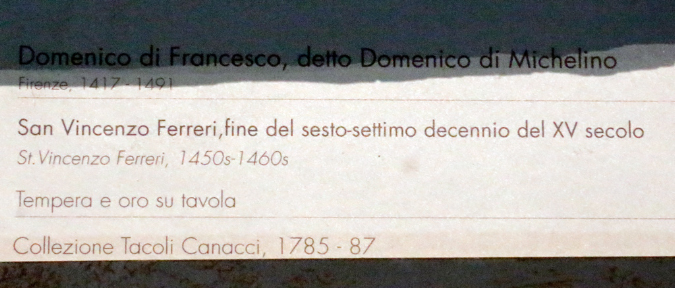 Domenico di Francesco, detto Domenico di Michelino
Firenze, 1417 - 1491
San Vincenzo Ferreri,fine del sesto-settimo decennio del XV secolo
St. Vincenzo Ferreri, 1450s-1460s
Tempera e oro su tavola
Collezione Tacoli Canacci, 1785 - 87